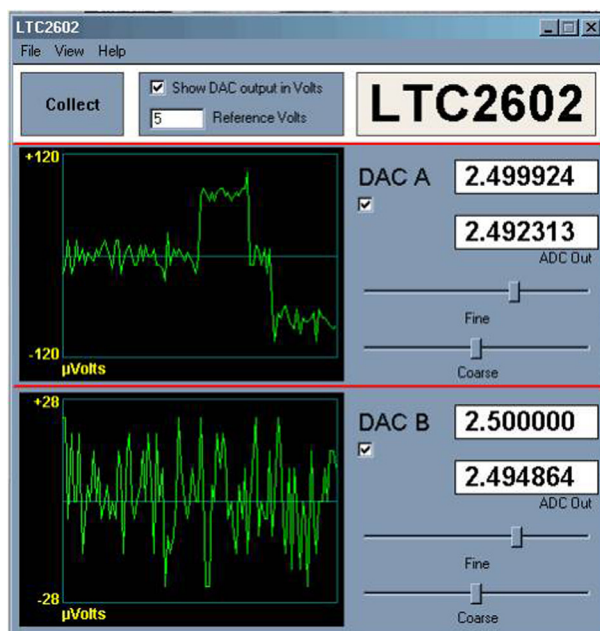 LTC2602
File View Help
Collect
Show DAC output in Volts
5 Reference Volts
LTC2602
+120
-120
µVolts
DAC A
2.499924
2.492313
ADC Out
Fine
Coarse
+28
-28
µVolts
DAC B
2.500000
2.494864
ADC Out
Fine
Coarse